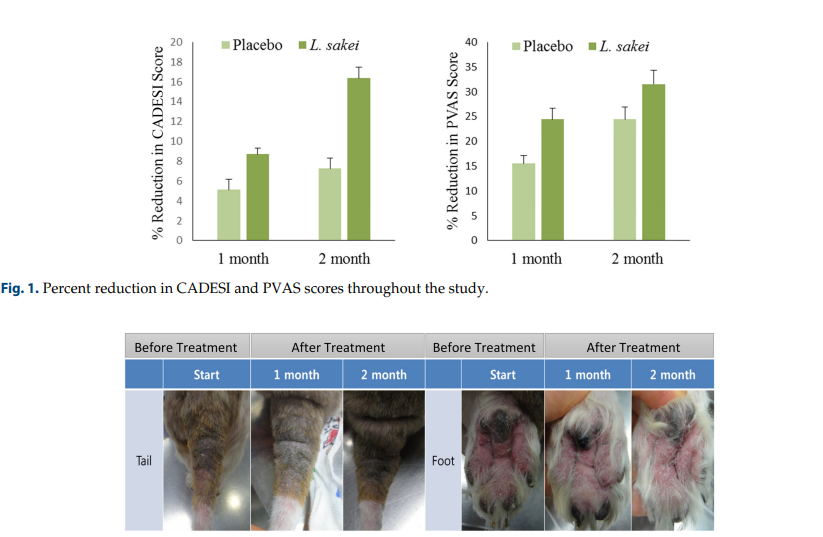 % Reduction in CADESI Score
20
18
16
14
12
10
8
6
4
2
0
Placebo L. sakei
1 month 2 month
% Reduction in PVAS Score
40
35
30
25
20
15
10
5
0
Placebo L. sakei
1 month 2 month
Fig. 1. Percent reduction in CADESI and PVAS scores throughout the study.
Before Treatment After Treatment Before Treatment After Treatment
Start 1 month 2 month Start 1 month 2 month
Tail Foot